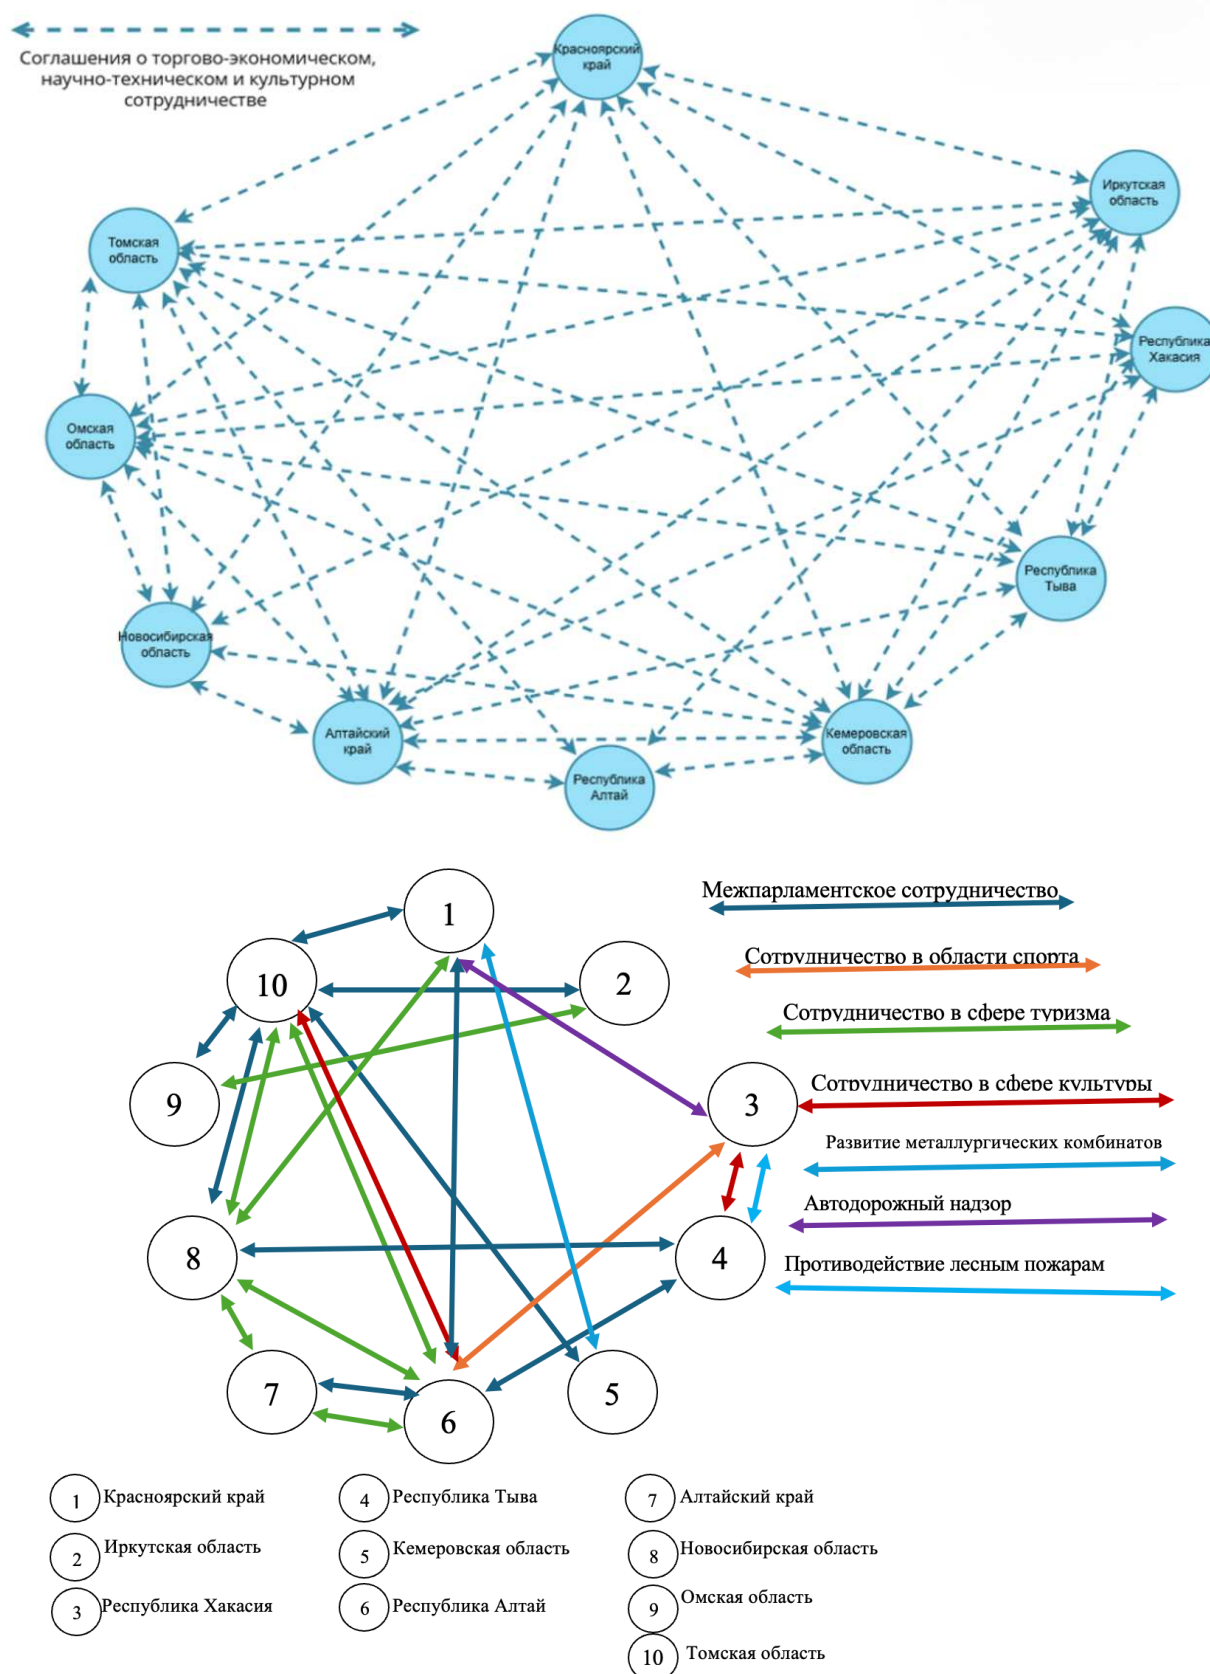 Соглашения о торгово-экономическом,
научно-техническом и культурном
сотрудничестве
Красноярский
край
Иркутская
область
Томская
область
Республика
Хакасия
Омская
область
Республика
Тыва
Новосибирская
область
Алтайский
край
Кемеровская
область
Республика
Алтай
1
2
3
4
5
6
7
8
9
10
Межпарламентское сотрудничество
Сотрудничество в области спорта
Сотрудничество в сфере туризма
Сотрудничество в сфере культуры
Развитие металлургических комбинатов
Автодорожный надзор
Противодействие лесным пожарам
1 Красноярский край
2 Иркутская область
3 Республика Хакасия
4 Республика Тыва
5 Кемеровская область
6 Республика Алтай
7 Алтайский край
8 Новосибирская область
9 Омская область
10 Томская область